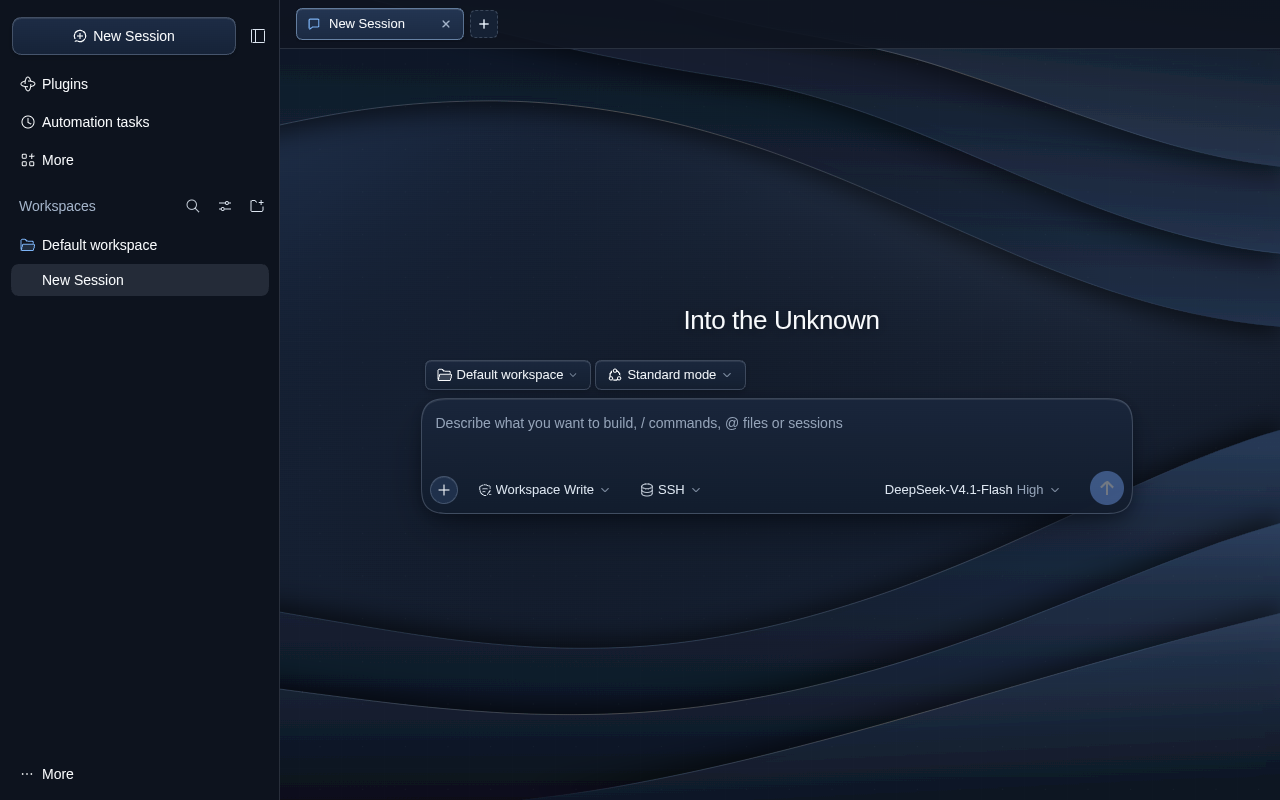 New Session
Plugins
Automation tasks
More
Workspaces
Default workspace
New Session
More
New Session
Into the Unknown
Default workspace
Standard mode
Describe what you want to build, / commands, @ files or sessions
Workspace Write
SSH
DeepSeek-V4.1-Flash High